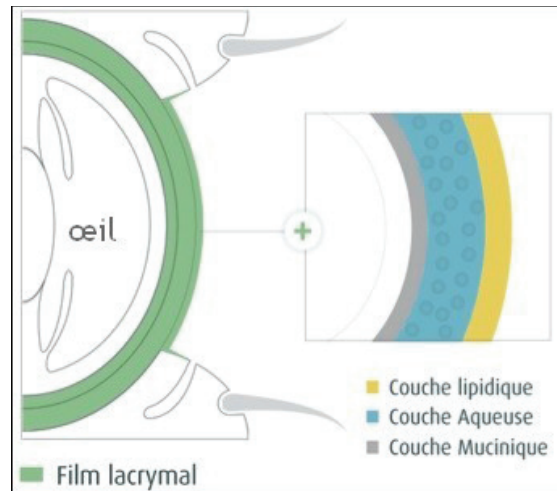 œil
Couche lipidique
Couche Aqueuse
Couche Mucinique
Film lacrymal